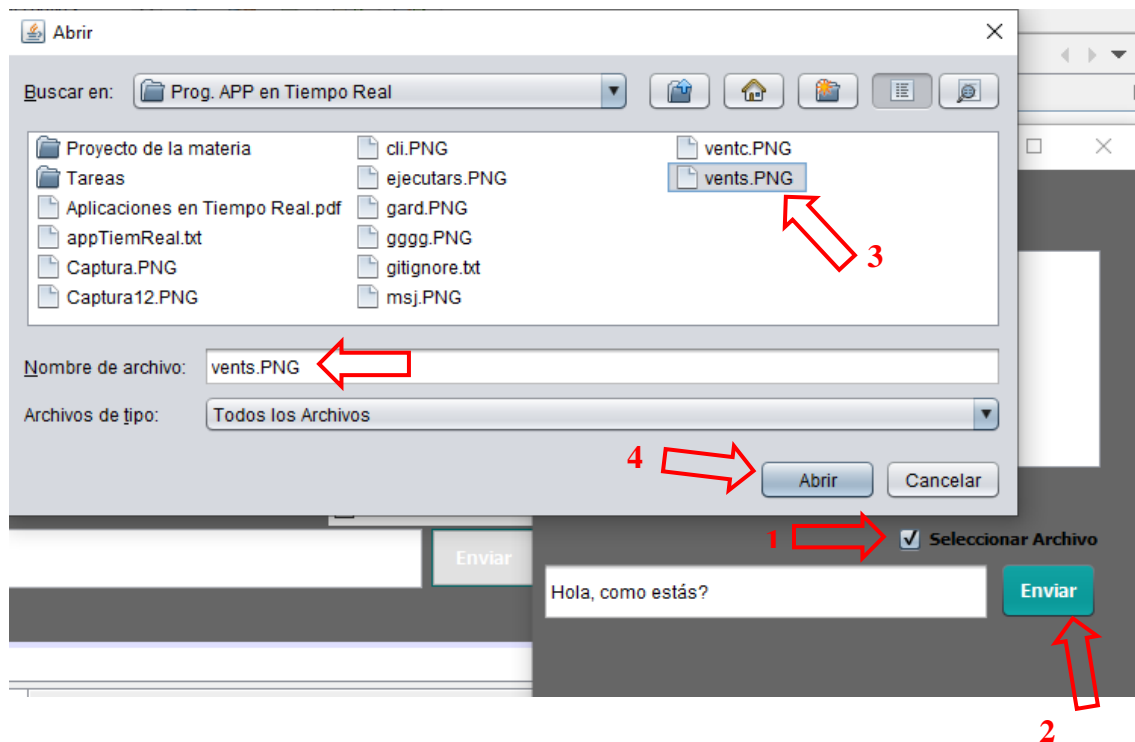 Abrir
Buscar en: Prog. APP en Tiempo Real
Proyecto de la materia
Tareas
Aplicaciones en Tiempo Real.pdf
appTiemReal.txt
Captura.PNG
Captura12.PNG
cli.PNG
ejecutars.PNG
gard.PNG
gggg.PNG
gitignore.txt
msj.PNG
ventc.PNG
vents.PNG
3
Nombre de archivo: vents.PNG
Archivos de tipo: Todos los Archivos
4
Abrir Cancelar
1 Seleccionar Archivo
Enviar
Hola, como estás? Enviar
2